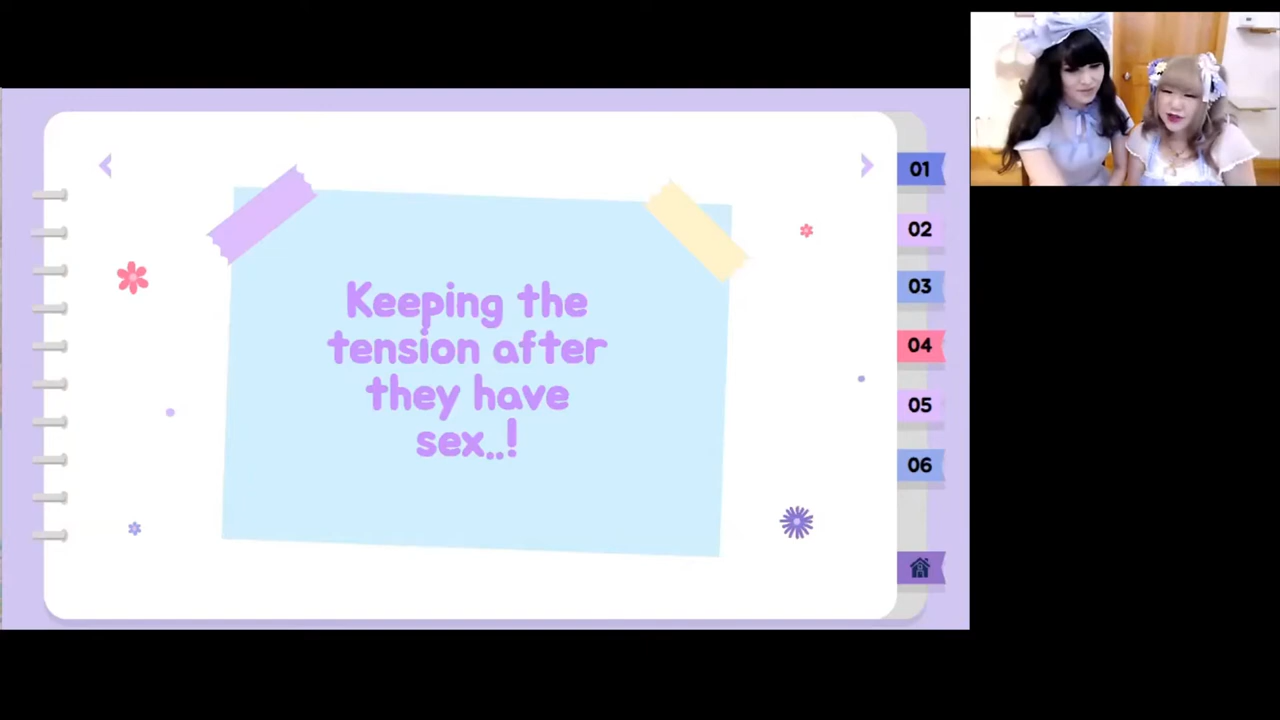 Keeping the
tension after
they have
sex..!
01
02
03
04
05
06